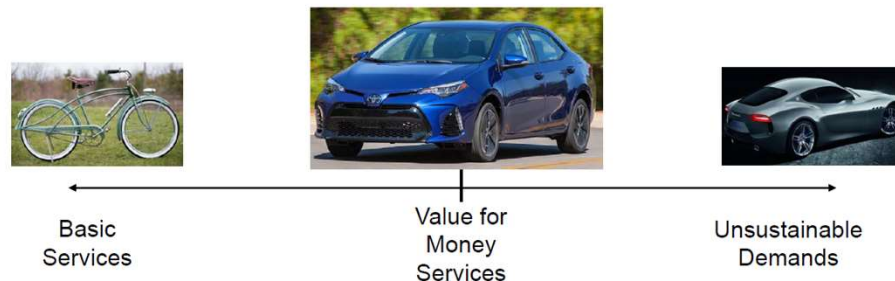 Basic
Services
Value for
Money
Services
Unsustainable
Demands